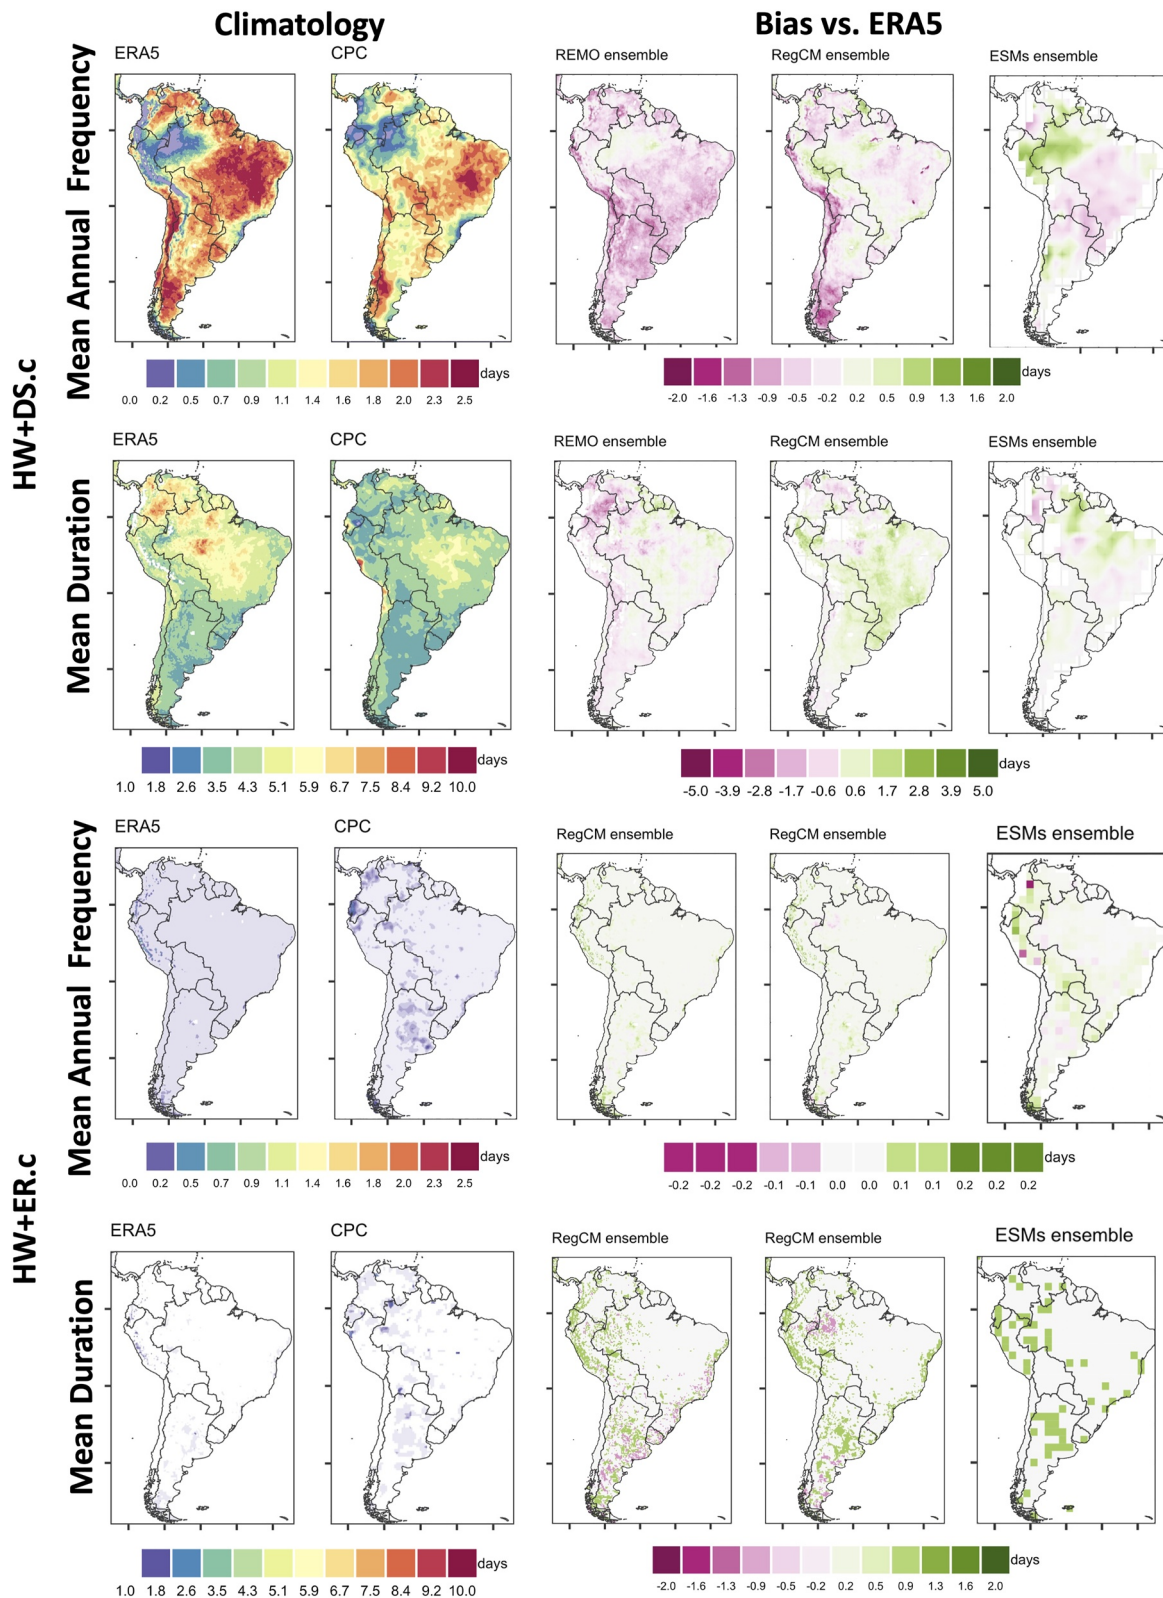 Climatology
Bias vs. ERA5
HW+DS.c
Mean Annual Frequency
ERA5
CPC
REMO ensemble
RegCM ensemble
ESMs ensemble
0.0 0.2 0.5 0.7 0.9 1.1 1.4 1.6 1.8 2.0 2.3 2.5 days
-2.0 -1.6 -1.3 -0.9 -0.5 -0.2 0.2 0.5 0.9 1.3 1.6 2.0 days
Mean Duration
ERA5
CPC
REMO ensemble
RegCM ensemble
ESMs ensemble
1.0 1.8 2.6 3.5 4.3 5.1 5.9 6.7 7.5 8.4 9.2 10.0 days
-5.0 -3.9 -2.8 -1.7 -0.6 0.6 1.7 2.8 3.9 5.0 days
HW+ER.c
Mean Annual Frequency
ERA5
CPC
RegCM ensemble
RegCM ensemble
ESMs ensemble
0.0 0.2 0.5 0.7 0.9 1.1 1.4 1.6 1.8 2.0 2.3 2.5 days
-0.2 -0.2 -0.2 -0.1 -0.1 0.0 0.0 0.1 0.1 0.2 0.2 0.2 days
Mean Duration
ERA5
CPC
RegCM ensemble
RegCM ensemble
ESMs ensemble
1.0 1.8 2.6 3.5 4.3 5.1 5.9 6.7 7.5 8.4 9.2 10.0 days
-2.0 -1.6 -1.3 -0.9 -0.5 -0.2 0.2 0.5 0.9 1.3 1.6 2.0 days